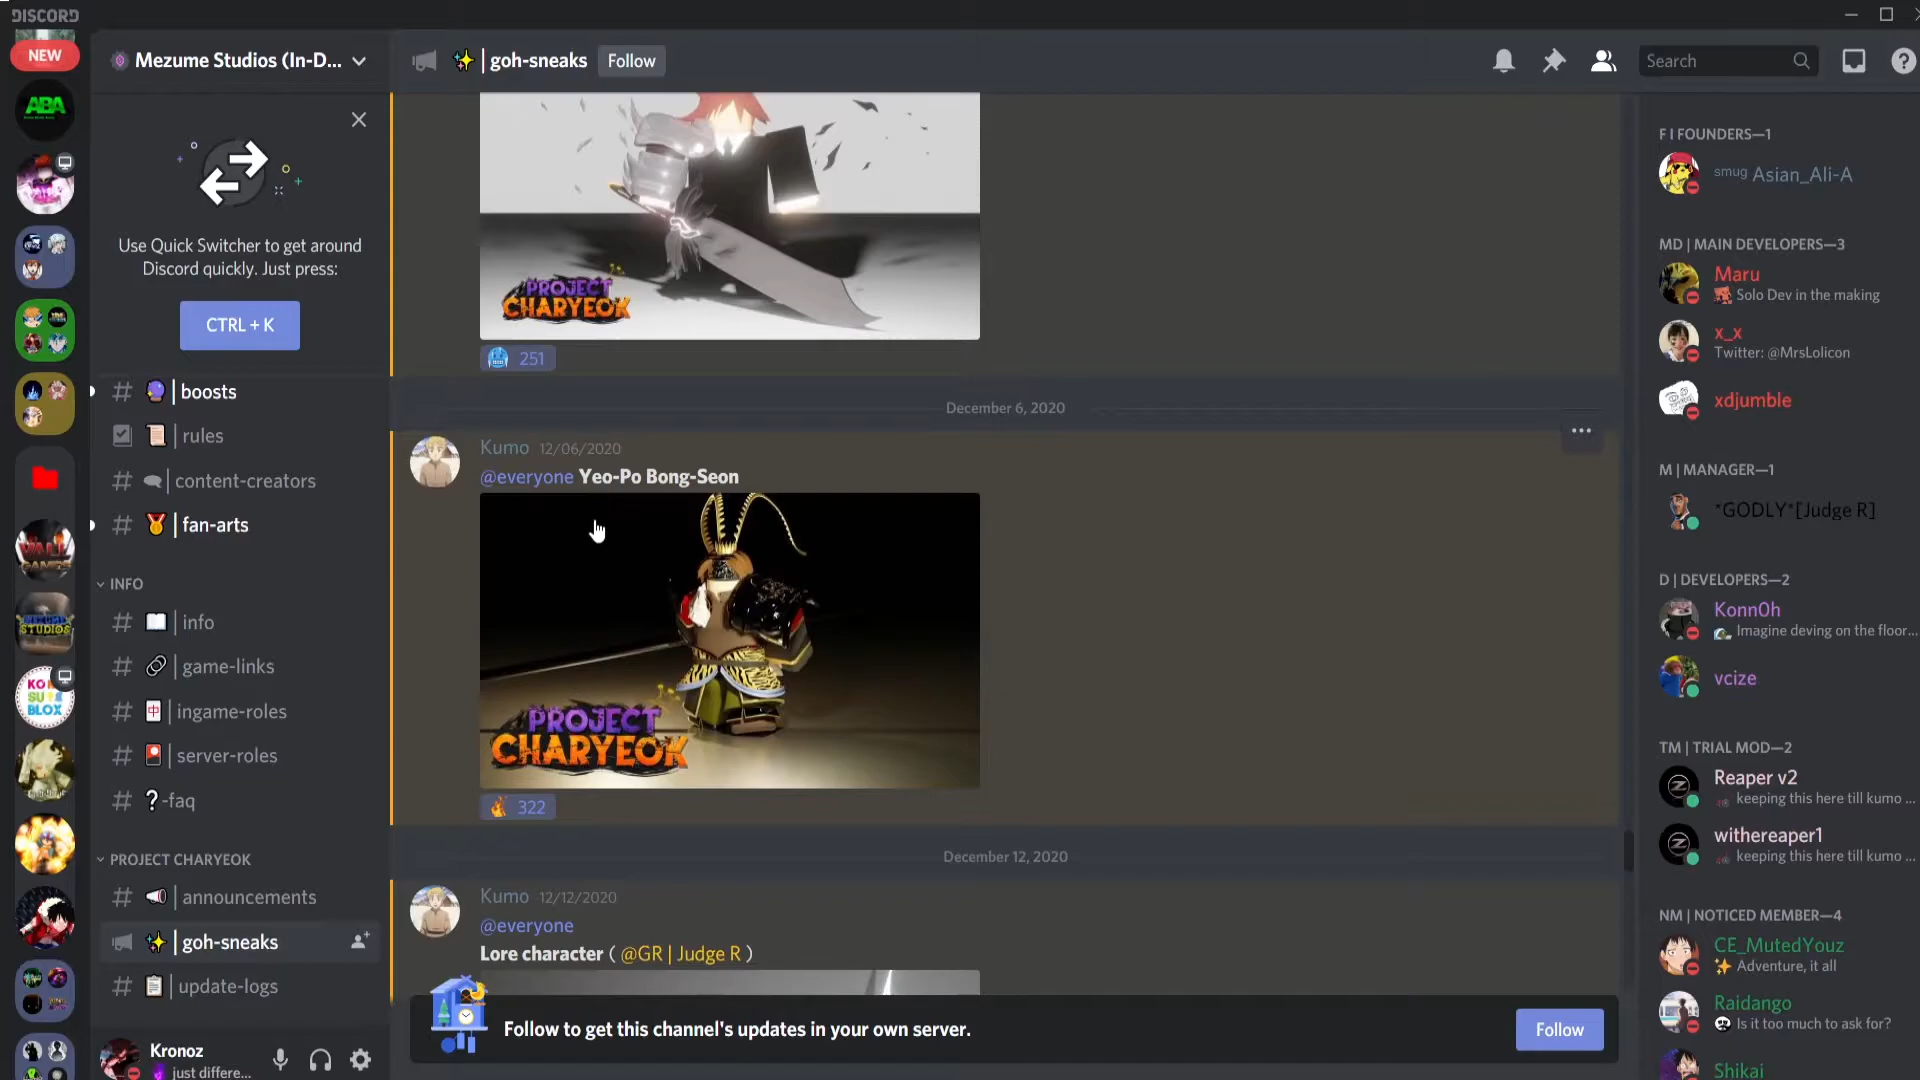 DISCORD
NEW
ABA
Mezume Studios (In-D...
| goh-sneaks
Follow
Search
Use Quick Switcher to get around
Discord quickly. Just press:
CTRL + K
| boosts
| rules
| content-creators
| fan-arts
INFO
| info
| game-links
| ingame-roles
| server-roles
?-faq
PROJECT CHARYEOK
| announcements
| goh-sneaks
| update-logs
Kronoz
just differe...
PROJECT
CHARYEOK
251
December 6, 2020
Kumo 12/06/2020
@everyone Yeo-Po Bong-Seon
PROJECT
CHARYEOK
322
December 12, 2020
Kumo 12/12/2020
@everyone
Lore character ( @GR | Judge R )
Follow to get this channel's updates in your own server.
Follow
F I FOUNDERS—1
smug Asian_Ali-A
MD | MAIN DEVELOPERS—3
Maru
Solo Dev in the making
x_x
Twitter: @MrsLolicon
xdjumble
M | MANAGER—1
*GODLY*[Judge R]
D | DEVELOPERS—2
Konn0h
Imagine deving on the floor...
vcize
TM | TRIAL MOD—2
Reaper v2
keeping this here till kumo ...
withereaper1
keeping this here till kumo ...
NM | NOTICED MEMBER—4
CE_MutedYouz
Adventure, it all
Raidango
Is it too much to ask for?
Shikai